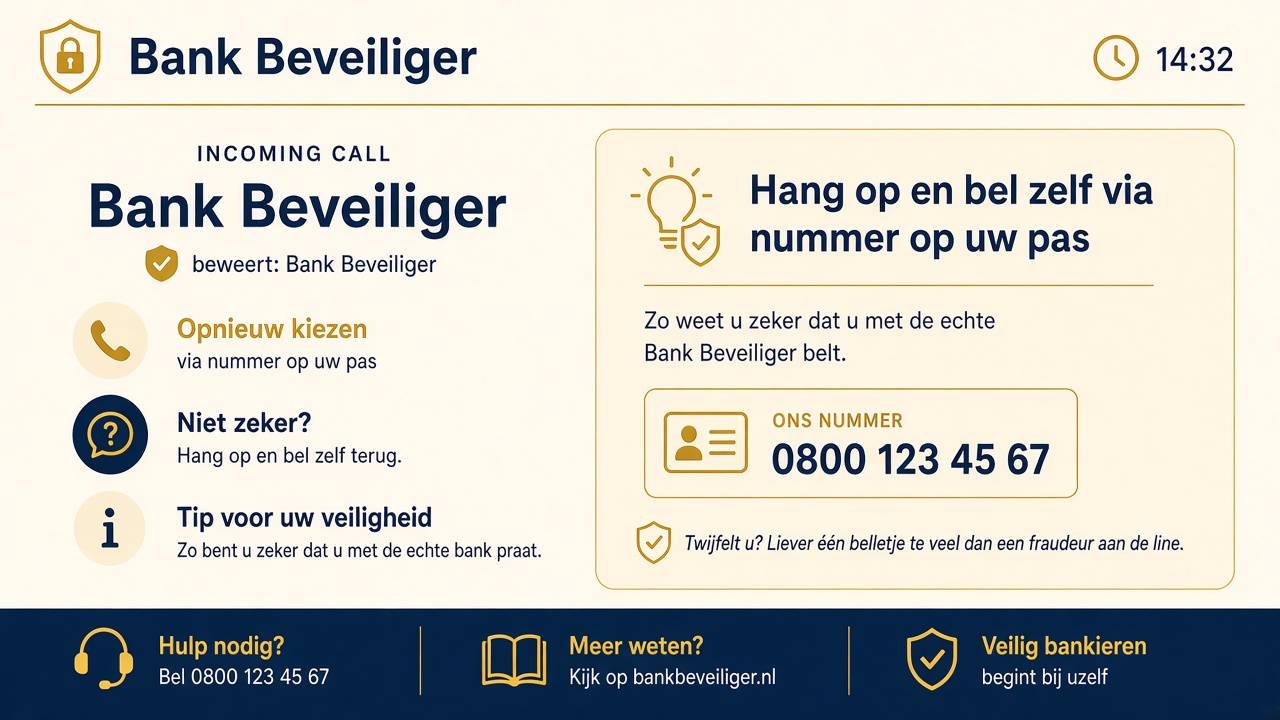 Bank Beveiliger
14:32
INCOMING CALL
Bank Beveiliger
beweert: Bank Beveiliger
Opnieuw kiezen
via nummer op uw pas
Niet zeker?
Hang op en bel zelf terug.
Tip voor uw veiligheid
Zo bent u zeker dat u met de echte bank praat.
Hang op en bel zelf via
nummer op uw pas
Zo weet u zeker dat u met de echte
Bank Beveiliger belt.
ONS NUMMER
0800 123 45 67
Twijfelt u? Liever één belletje te veel dan een fraudeur aan de line.
Hulp nodig?
Bel 0800 123 45 67
Meer weten?
Kijk op bankbeveiliger.nl
Veilig bankieren
begint bij uzelf